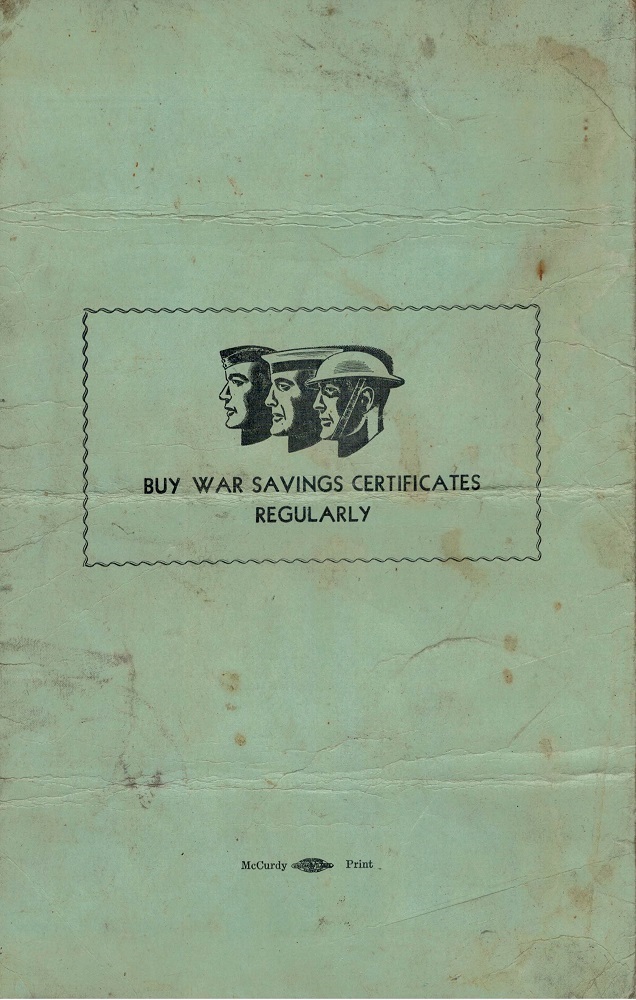 BUY WAR SAVINGS CERTIFICATES
REGULARLY
McCurdy Print